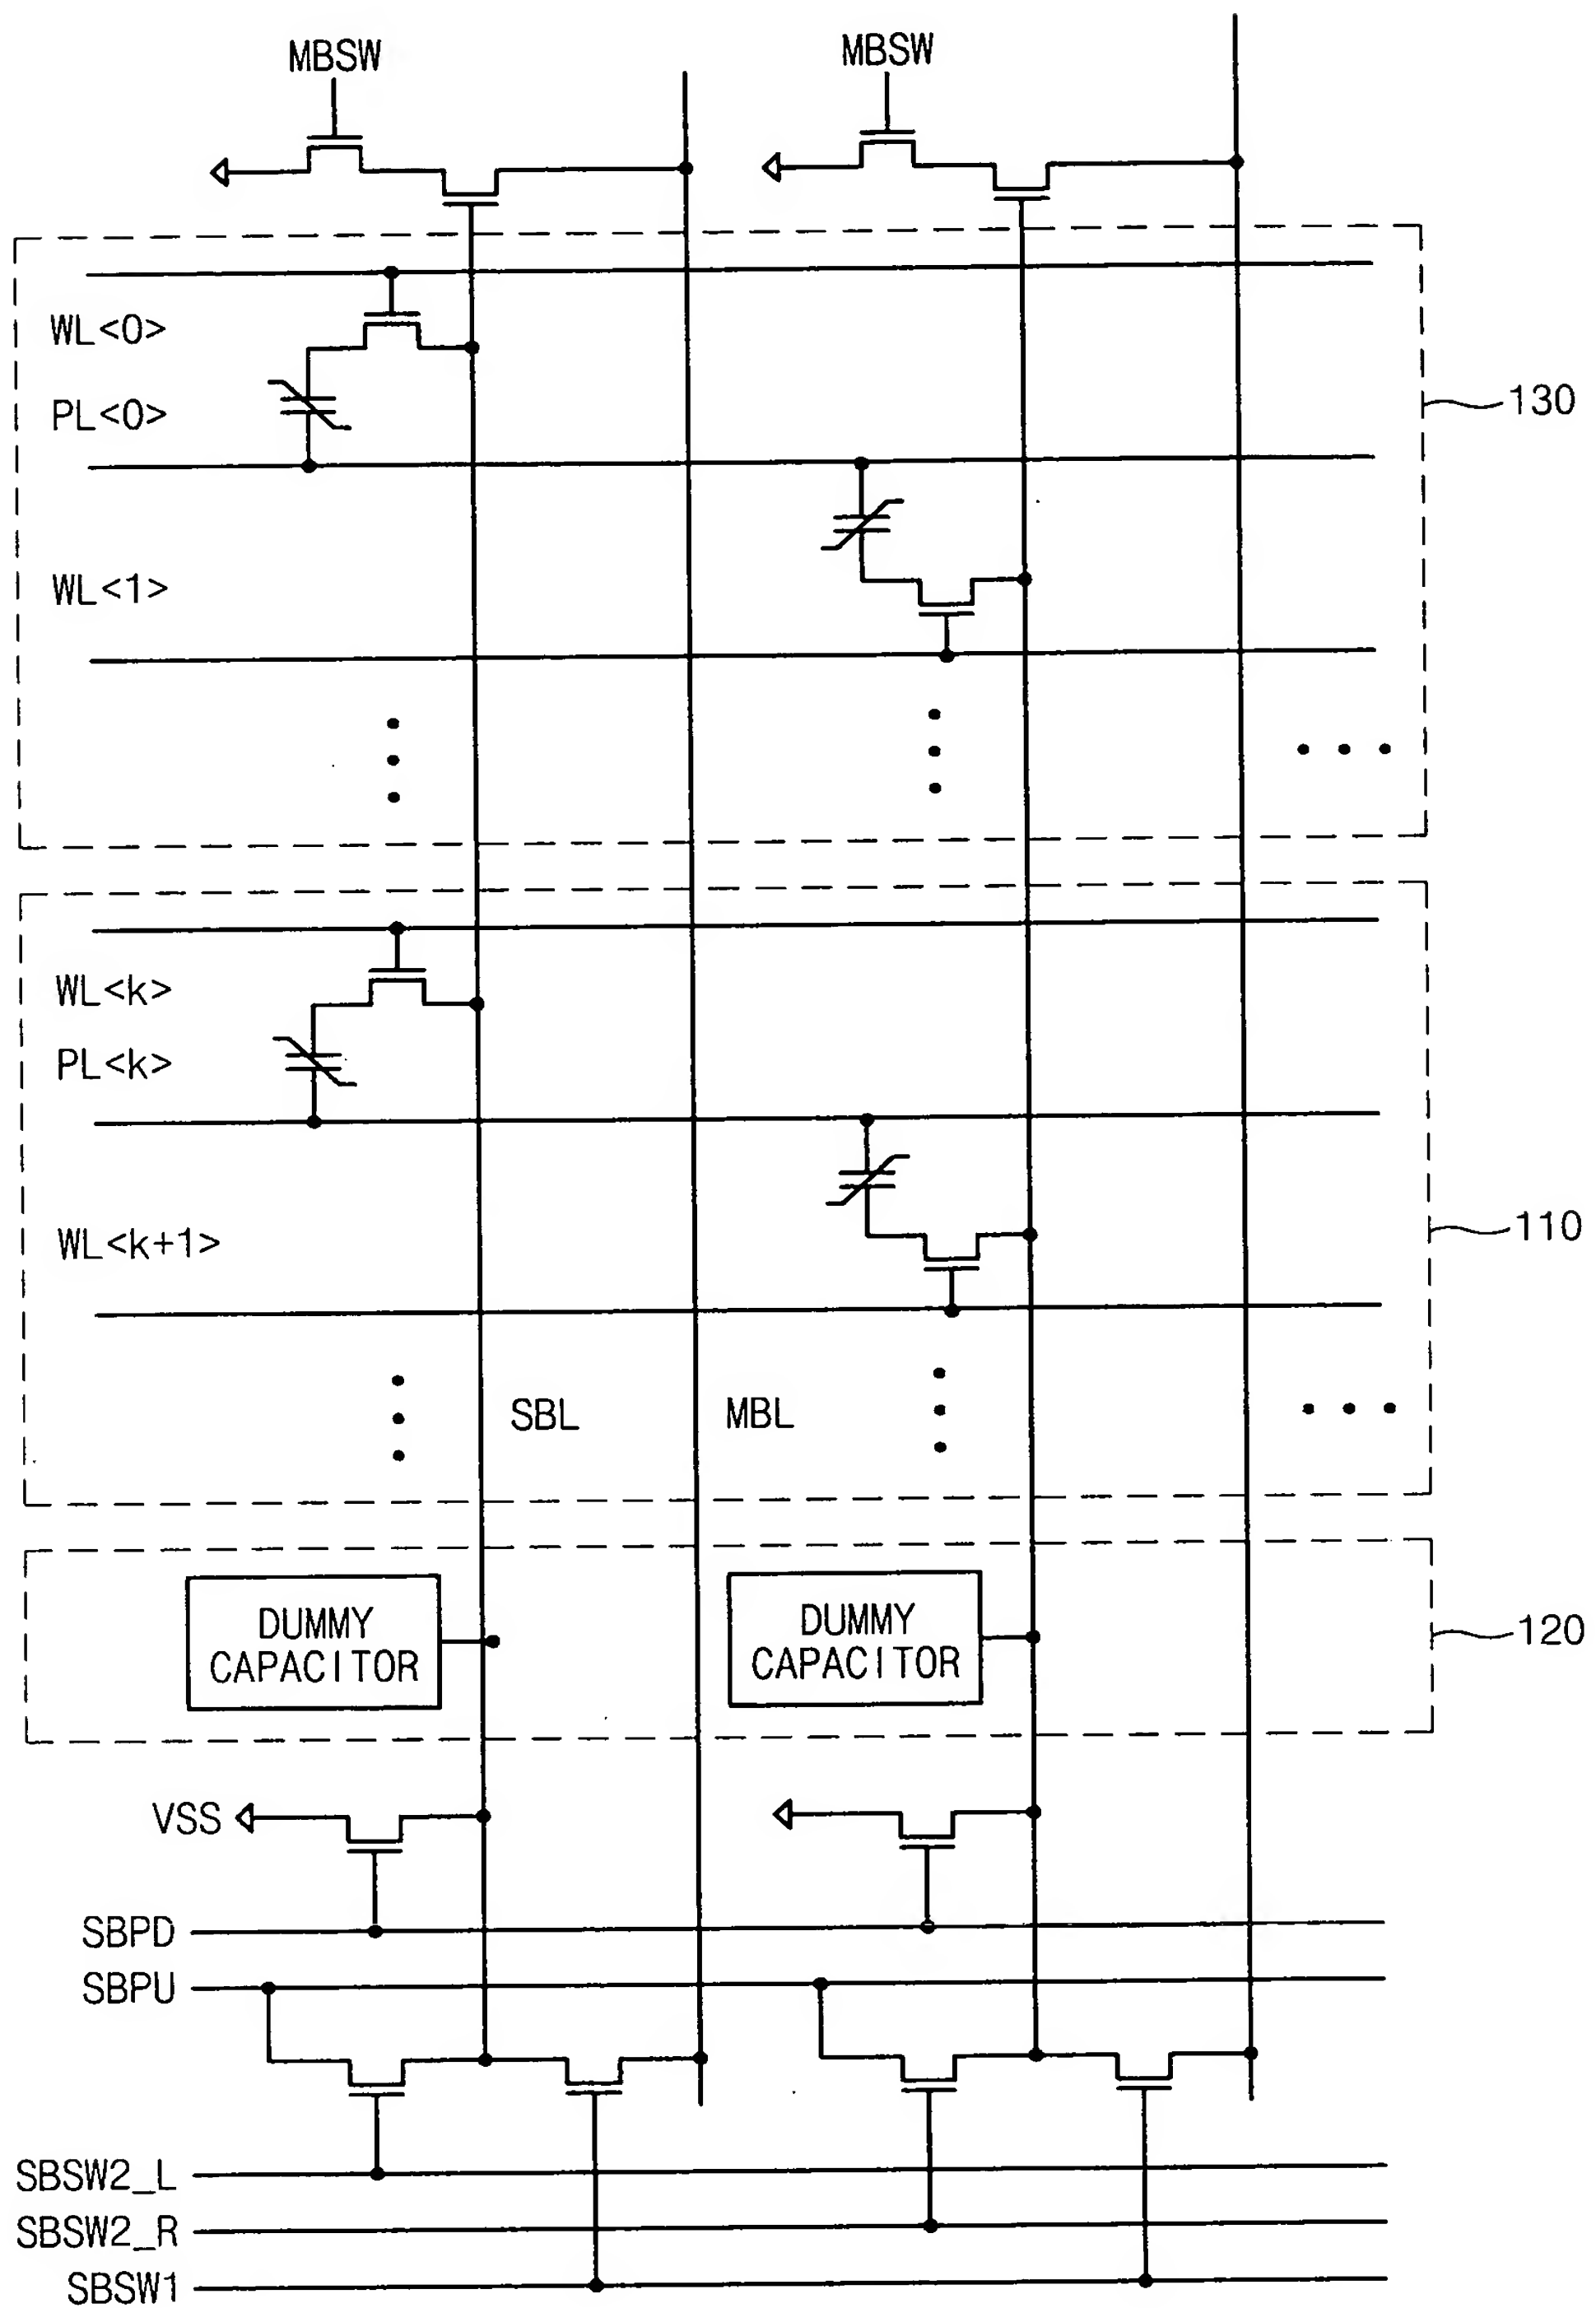 MBSW
MBSW
WL<0>
PL<0>
130
WL<1>
WL<k>
PL<k>
WL<k+1>
110
SBL
MBL
DUMMY
CAPACITOR
DUMMY
CAPACITOR
120
VSS
SBPD
SBPU
SBSW2_L
SBSW2_R
SBSW1